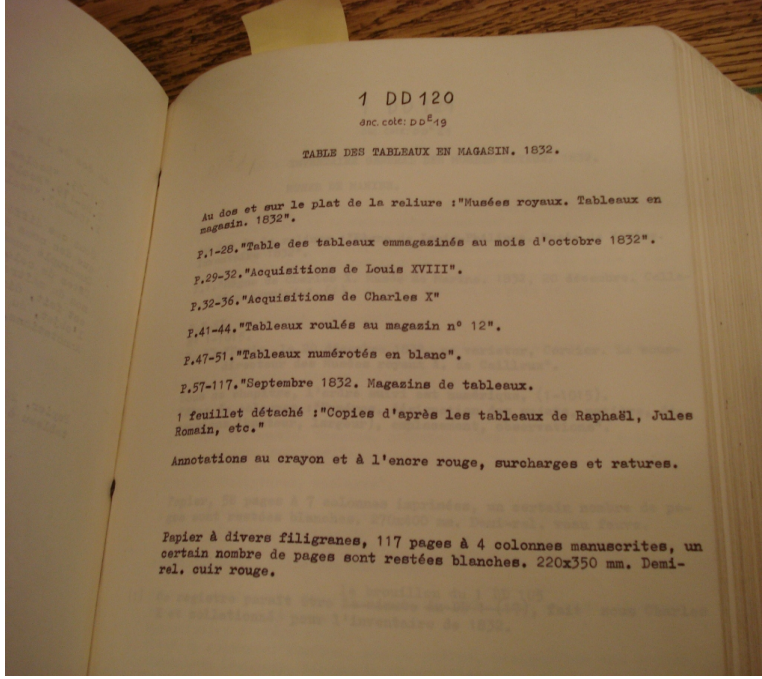 1 DD 120
anc. cote: DD⁸19
TABLE DES TABLEAUX EN MAGASIN. 1832.
Au dos et sur le plat de la reliure :"Musées royaux. Tableaux en
magasin. 1832".
P.1-28."Table des tableaux emmagasinés au mois d'octobre 1832".
P.29-32."Acquisitions de Louis XVIII".
P.32-36."Acquisitions de Charles X"
P.41-44."Tableaux roulés au magasin n° 12".
P.47-51."Tableaux numérotés en blanc".
P.57-117."Septembre 1832. Magasins de tableaux.
1 feuillet détaché :"Copies d'après les tableaux de Raphaël, Jules
Romain, etc."
Annotations au crayon et à l'encre rouge, surcharges et ratures.
Papier à divers filigranes, 117 pages à 4 colonnes manuscrites, un
certain nombre de pages sont restées blanches. 220x350 mm. Demi-
rel. cuir rouge.